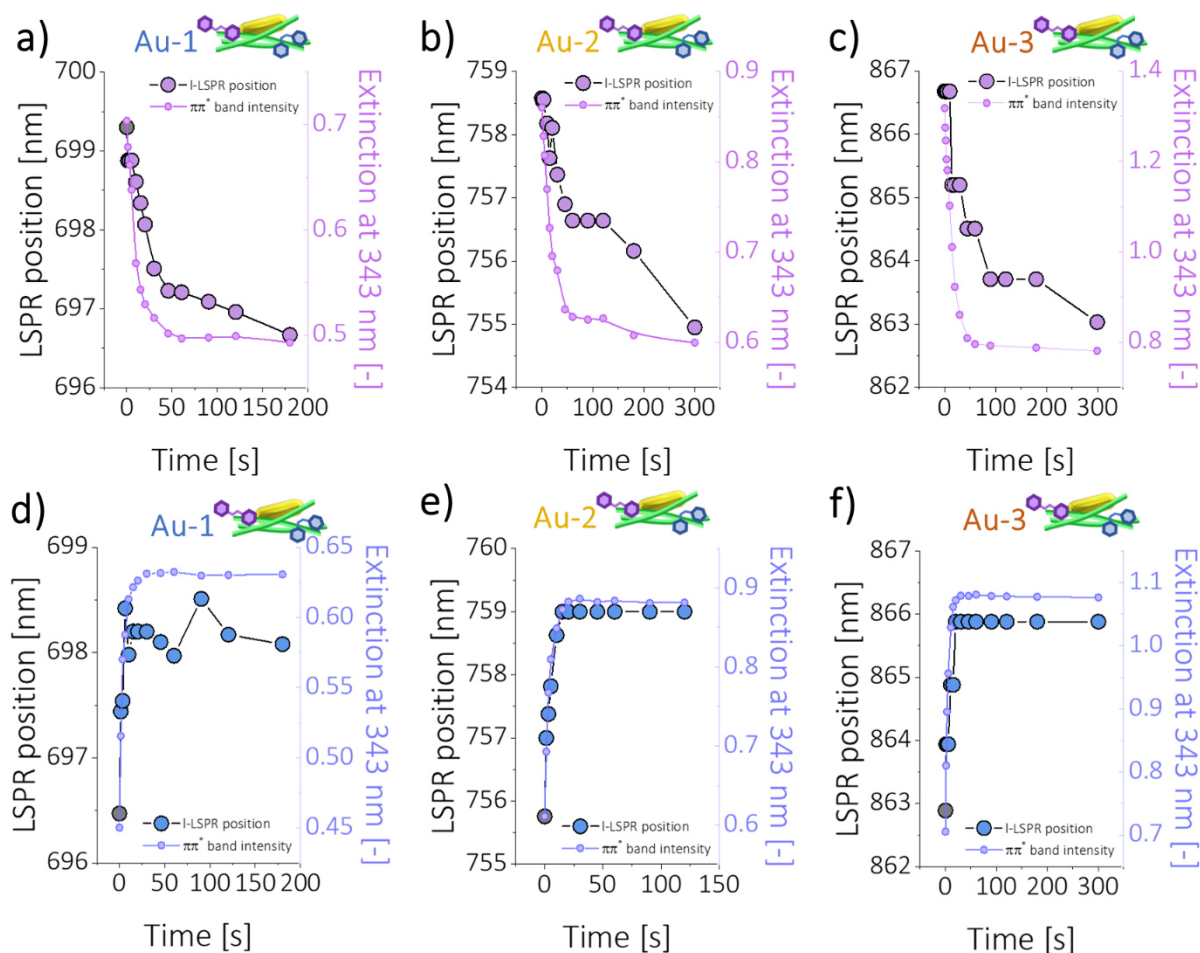 a)
Au-1
700
699
698
697
696
LSPR position [nm]
l-LSPR position
ππ* band intensity
0.7
0.6
0.5
Extinction at 343 nm [-]
0 50 100 150 200
Time [s]
b)
Au-2
759
758
757
756
755
754
LSPR position [nm]
l-LSPR position
ππ* band intensity
0.9
0.8
0.7
0.6
Extinction at 343 nm [-]
0 100 200 300
Time [s]
c)
Au-3
867
866
865
864
863
862
LSPR position [nm]
l-LSPR position
ππ* band intensity
1.4
1.2
1.0
0.8
Extinction at 343 nm [-]
0 100 200 300
Time [s]
d)
Au-1
699
698
697
696
LSPR position [nm]
l-LSPR position
ππ* band intensity
0.65
0.60
0.55
0.50
0.45
Extinction at 343 nm [-]
0 50 100 150 200
Time [s]
e)
Au-2
760
759
758
757
756
755
LSPR position [nm]
l-LSPR position
ππ* band intensity
0.9
0.8
0.7
0.6
Extinction at 343 nm [-]
0 50 100 150
Time [s]
f)
Au-3
867
866
865
864
863
862
LSPR position [nm]
l-LSPR position
ππ* band intensity
1.1
1.0
0.9
0.8
0.7
Extinction at 343 nm [-]
0 100 200 300
Time [s]